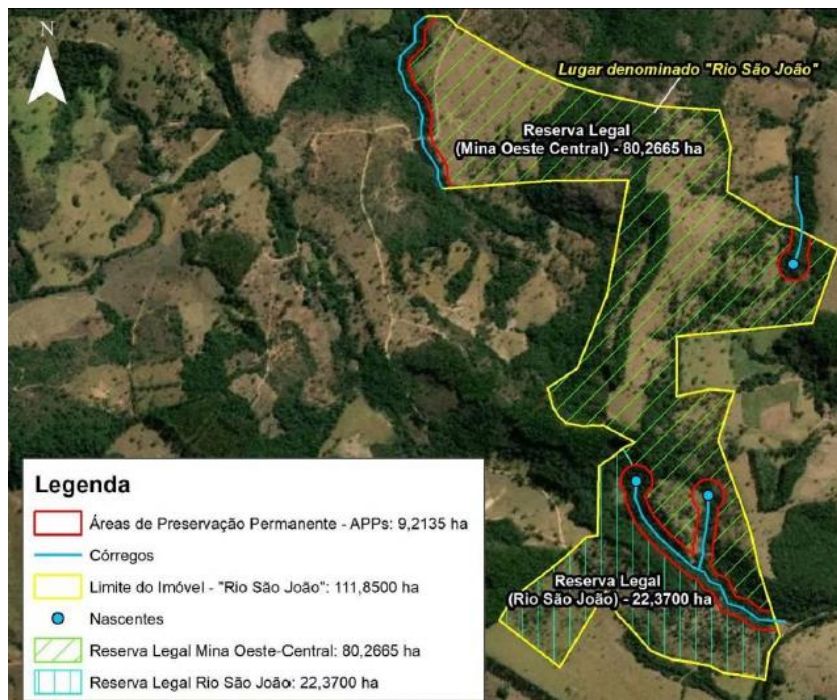 N
Lugar denominado "Rio São João"
Reserva Legal
(Mina Oeste Central) - 80,2665 ha
Reserva Legal
(Rio São João) - 22,3700 ha
Legenda
Áreas de Preservação Permanente - APPs: 9,2135 ha
Córregos
Limite do Imóvel - "Rio São João": 111,8500 ha
Nascentes
Reserva Legal Mina Oeste-Central: 80,2665 ha
Reserva Legal Rio São João: 22,3700 ha